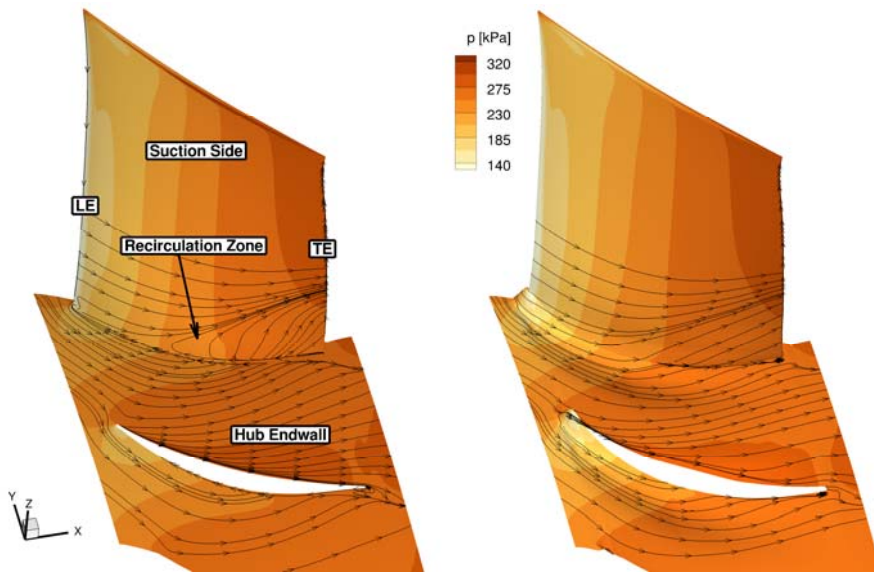 p [kPa]
320
275
230
185
140
Suction Side
LE
Recirculation Zone
TE
Hub Endwall
Y
Z
X